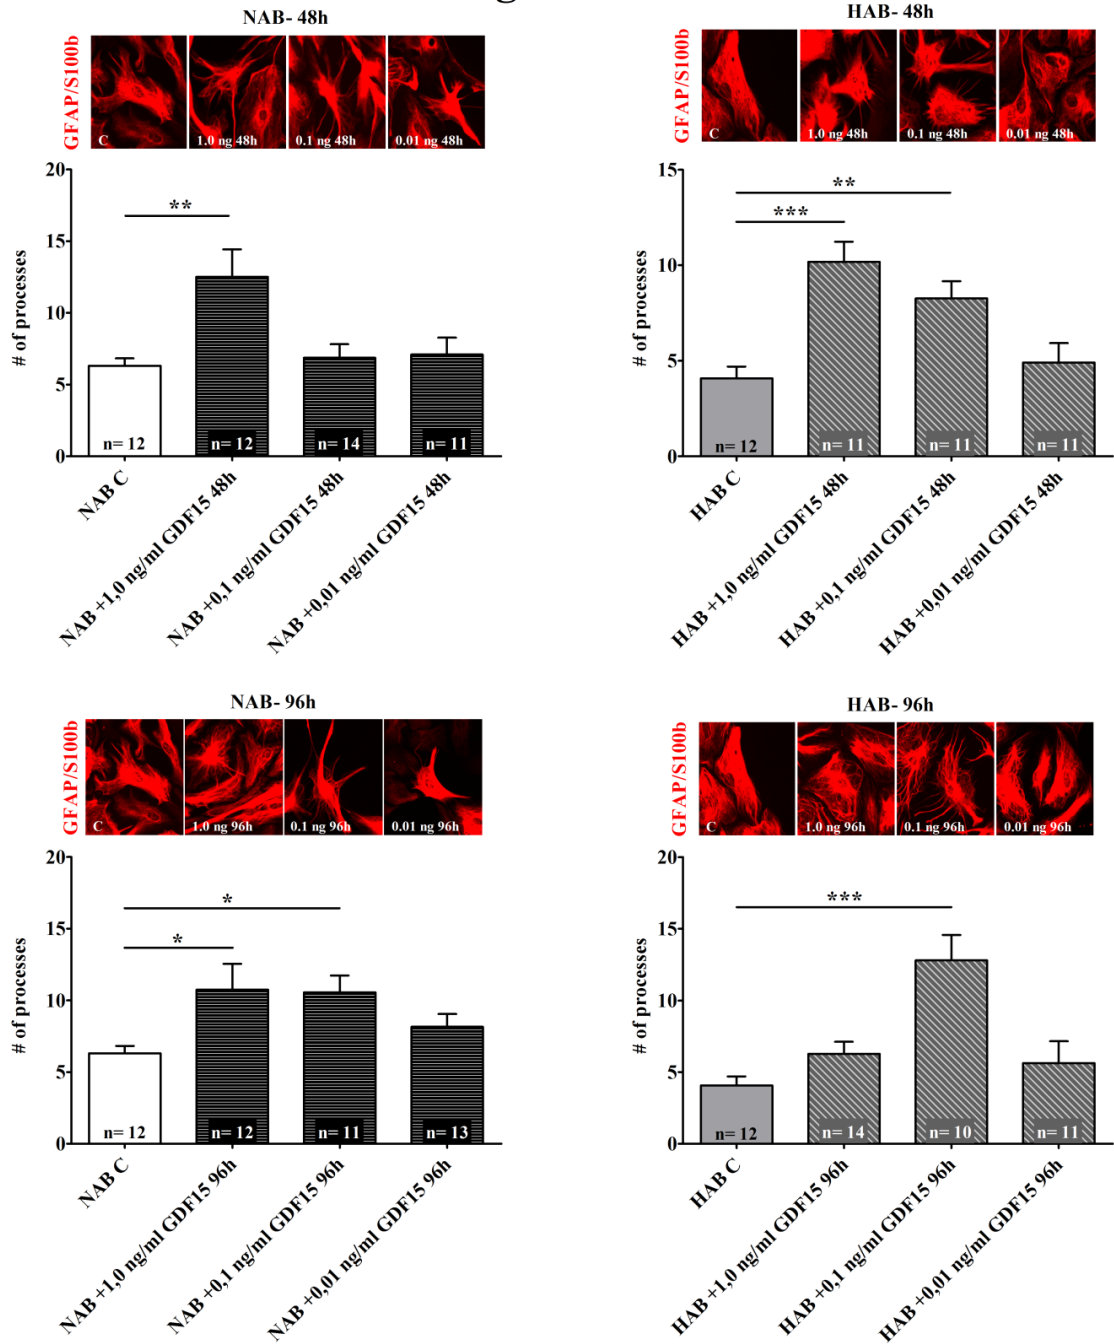 g
NAB- 48h
GFAP/S100b
C
1.0 ng 48h
0.1 ng 48h
0.01 ng 48h
**
# of processes
20
15
10
5
0
n= 12
n= 12
n= 14
n= 11
NAB C
NAB +1,0 ng/ml GDF15 48h
NAB +0,1 ng/ml GDF15 48h
NAB +0,01 ng/ml GDF15 48h
HAB- 48h
GFAP/S100b
C
1.0 ng 48h
0.1 ng 48h
0.01 ng 48h
**
***
# of processes
15
10
5
0
n= 12
n= 11
n= 11
n= 11
HAB C
HAB +1,0 ng/ml GDF15 48h
HAB +0,1 ng/ml GDF15 48h
HAB +0,01 ng/ml GDF15 48h
NAB- 96h
GFAP/S100b
C
1.0 ng 96h
0.1 ng 96h
0.01 ng 96h
*
*
# of processes
20
15
10
5
0
n= 12
n= 12
n= 11
n= 13
NAB C
NAB +1,0 ng/ml GDF15 96h
NAB +0,1 ng/ml GDF15 96h
NAB +0,01 ng/ml GDF15 96h
HAB- 96h
GFAP/S100b
C
1.0 ng 96h
0.1 ng 96h
0.01 ng 96h
***
# of processes
20
15
10
5
0
n= 12
n= 14
n= 10
n= 11
HAB C
HAB +1,0 ng/ml GDF15 96h
HAB +0,1 ng/ml GDF15 96h
HAB +0,01 ng/ml GDF15 96h